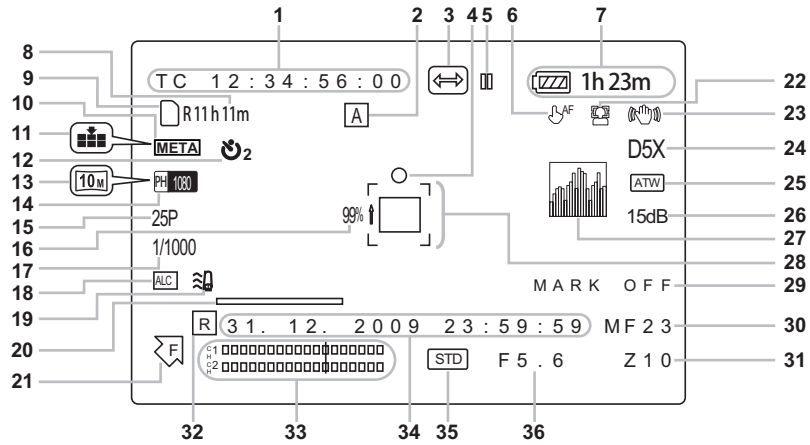 1 2 3 4 5 6 7
8 TC 12:34:56:00 1h 23m
9 R11h11m A AF 22
10 META 23
11 2 D5X 24
12 ATW 25
13 10M PH 1080 15dB 26
14 27
15 25P 99% 28
16
17 1/1000
18 ALC MARK OFF 29
19
20 R 31. 12. 2009 23:59:59 MF23 30
21 F CH1 STD F5.6 Z10 31
CH2
32 33 34 35 36